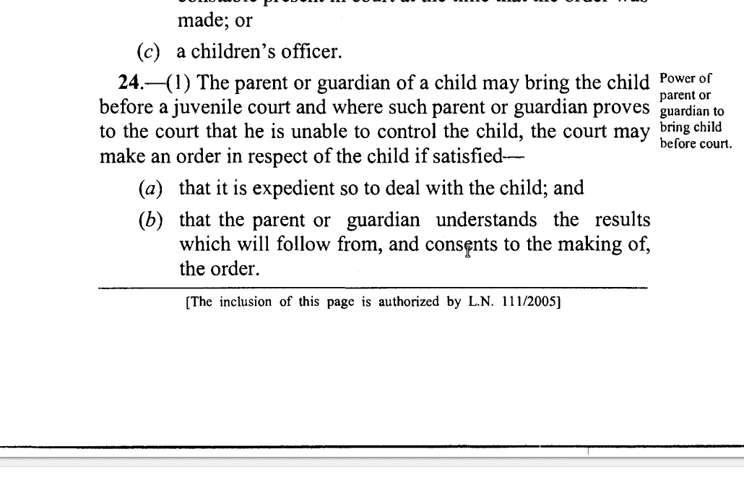 made; or
(c) a children's officer.
24.—(1) The parent or guardian of a child may bring the child
before a juvenile court and where such parent or guardian proves
to the court that he is unable to control the child, the court may
make an order in respect of the child if satisfied—
Power of
parent or
guardian to
bring child
before court.
(a) that it is expedient so to deal with the child; and
(b) that the parent or guardian understands the results
which will follow from, and consents to the making of,
the order.
[The inclusion of this page is authorized by L.N. 111/2005]